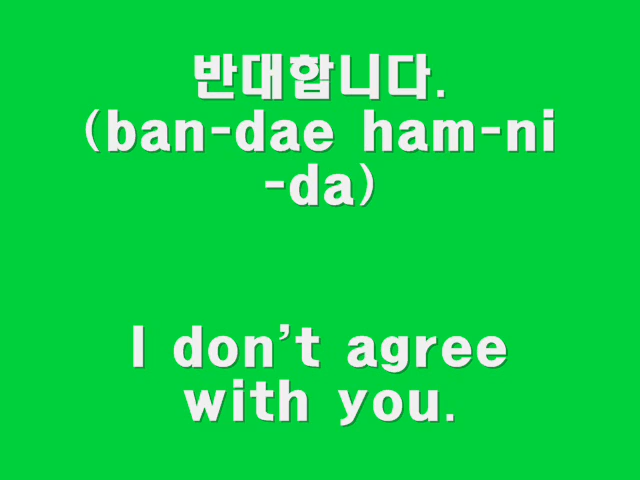 반대합니다.
(ban-dae ham-ni
-da)
I don't agree
with you.